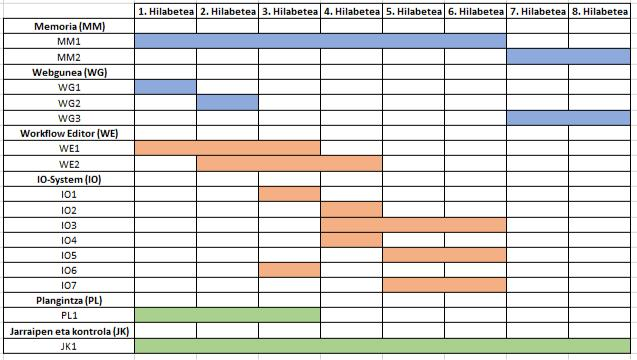 1. Hilabetea 2. Hilabetea 3. Hilabetea 4. Hilabetea 5. Hilabetea 6. Hilabetea 7. Hilabetea 8. Hilabetea
Memoria (MM)
MM1
MM2
Webgunea (WG)
WG1
WG2
WG3
Workflow Editor (WE)
WE1
WE2
IO-System (IO)
IO1
IO2
IO3
IO4
IO5
IO6
IO7
Plangintza (PL)
PL1
Jarraipen eta kontrola (JK)
JK1